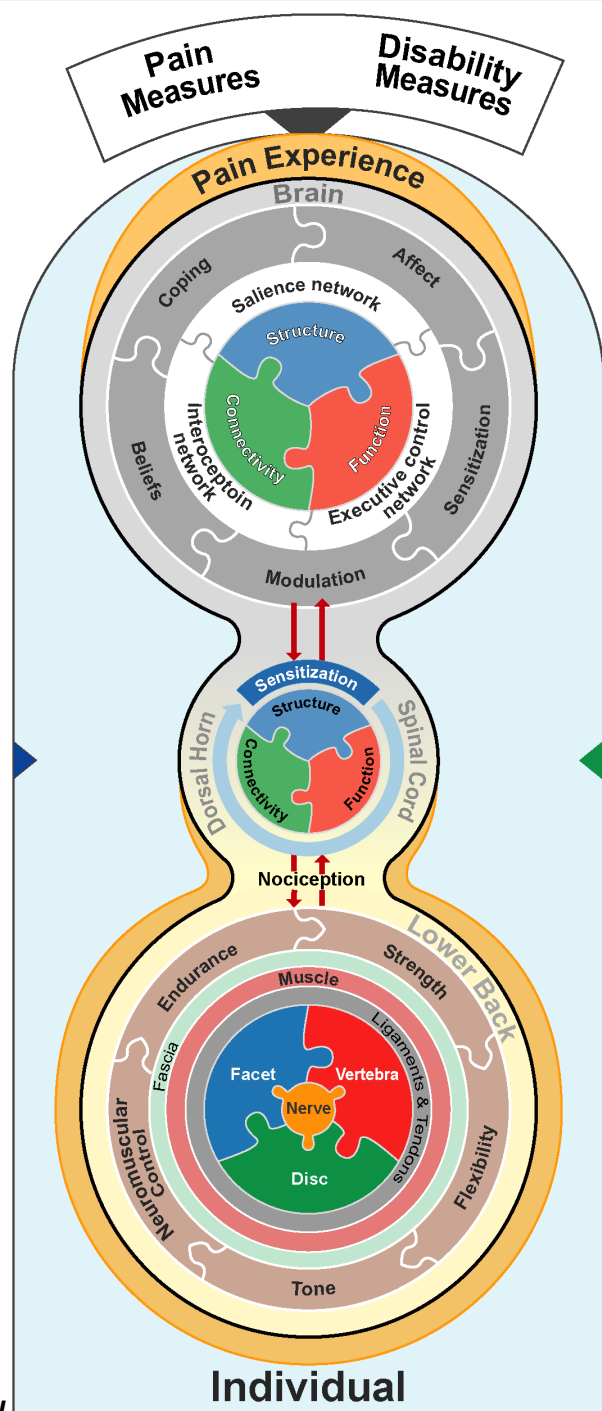 Pain
Measures
Disability
Measures
Pain Experience
Brain
Coping
Affect
Salience network
Structure
Connectivity
Function
Interoceptoin
network
Executive control
network
Beliefs
Sensitization
Modulation
Sensitization
Structure
Dorsal Horn
Spinal Cord
Connectivity
Function
Nociception
Lower Back
Endurance
Strength
Muscle
Fascia
Ligaments & Tendons
Facet
Vertebra
Nerve
Disc
Neuromuscular
Control
Flexibility
Tone
Individual